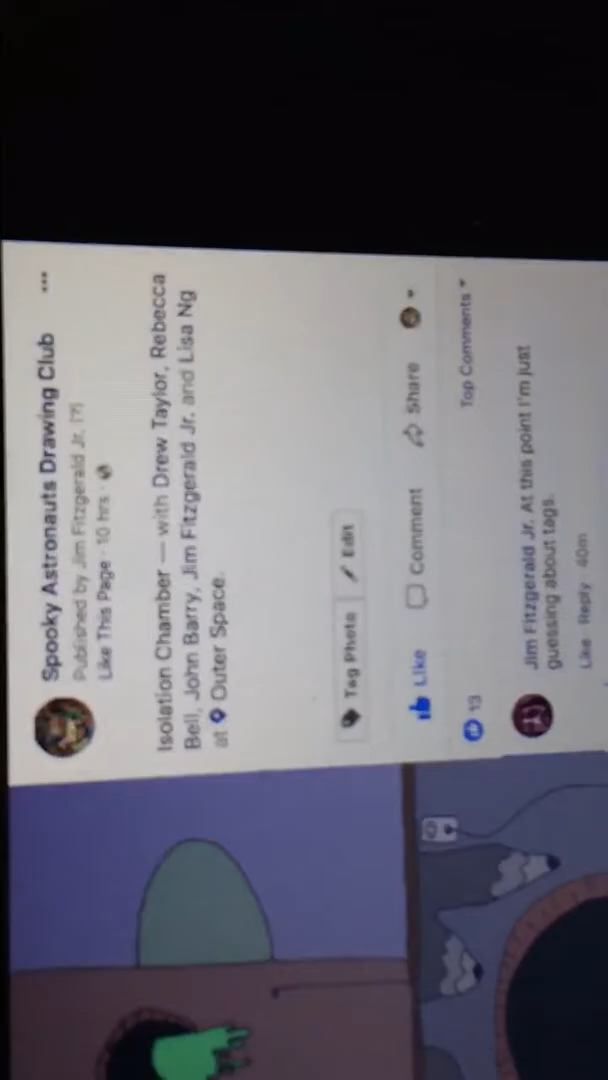 Spooky Astronauts Drawing Club
Published by Jim Fitzgerald Jr. [?]
Like This Page · 10 hrs ·
Isolation Chamber — with Drew Taylor, Rebecca
Bell, John Barry, Jim Fitzgerald Jr. and Lisa Ng
at Outer Space.
Tag Photo Edit
Like Comment Share
13 Top Comments
Jim Fitzgerald Jr. At this point I'm just
guessing about tags.
Like · Reply · 40m